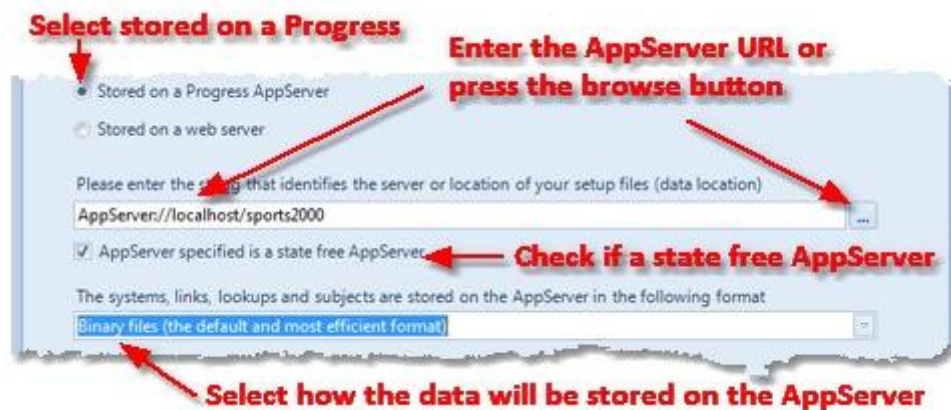 Select stored on a Progress
Enter the AppServer URL or
press the browse button
Stored on a Progress AppServer
Stored on a web server
Please enter the string that identifies the server or location of your setup files (data location)
AppServer://localhost/sports2000
...
AppServer specified is a state free AppServer
Check if a state free AppServer
The systems, links, lookups and subjects are stored on the AppServer in the following format
Binary files (the default and most efficient format)
Select how the data will be stored on the AppServer